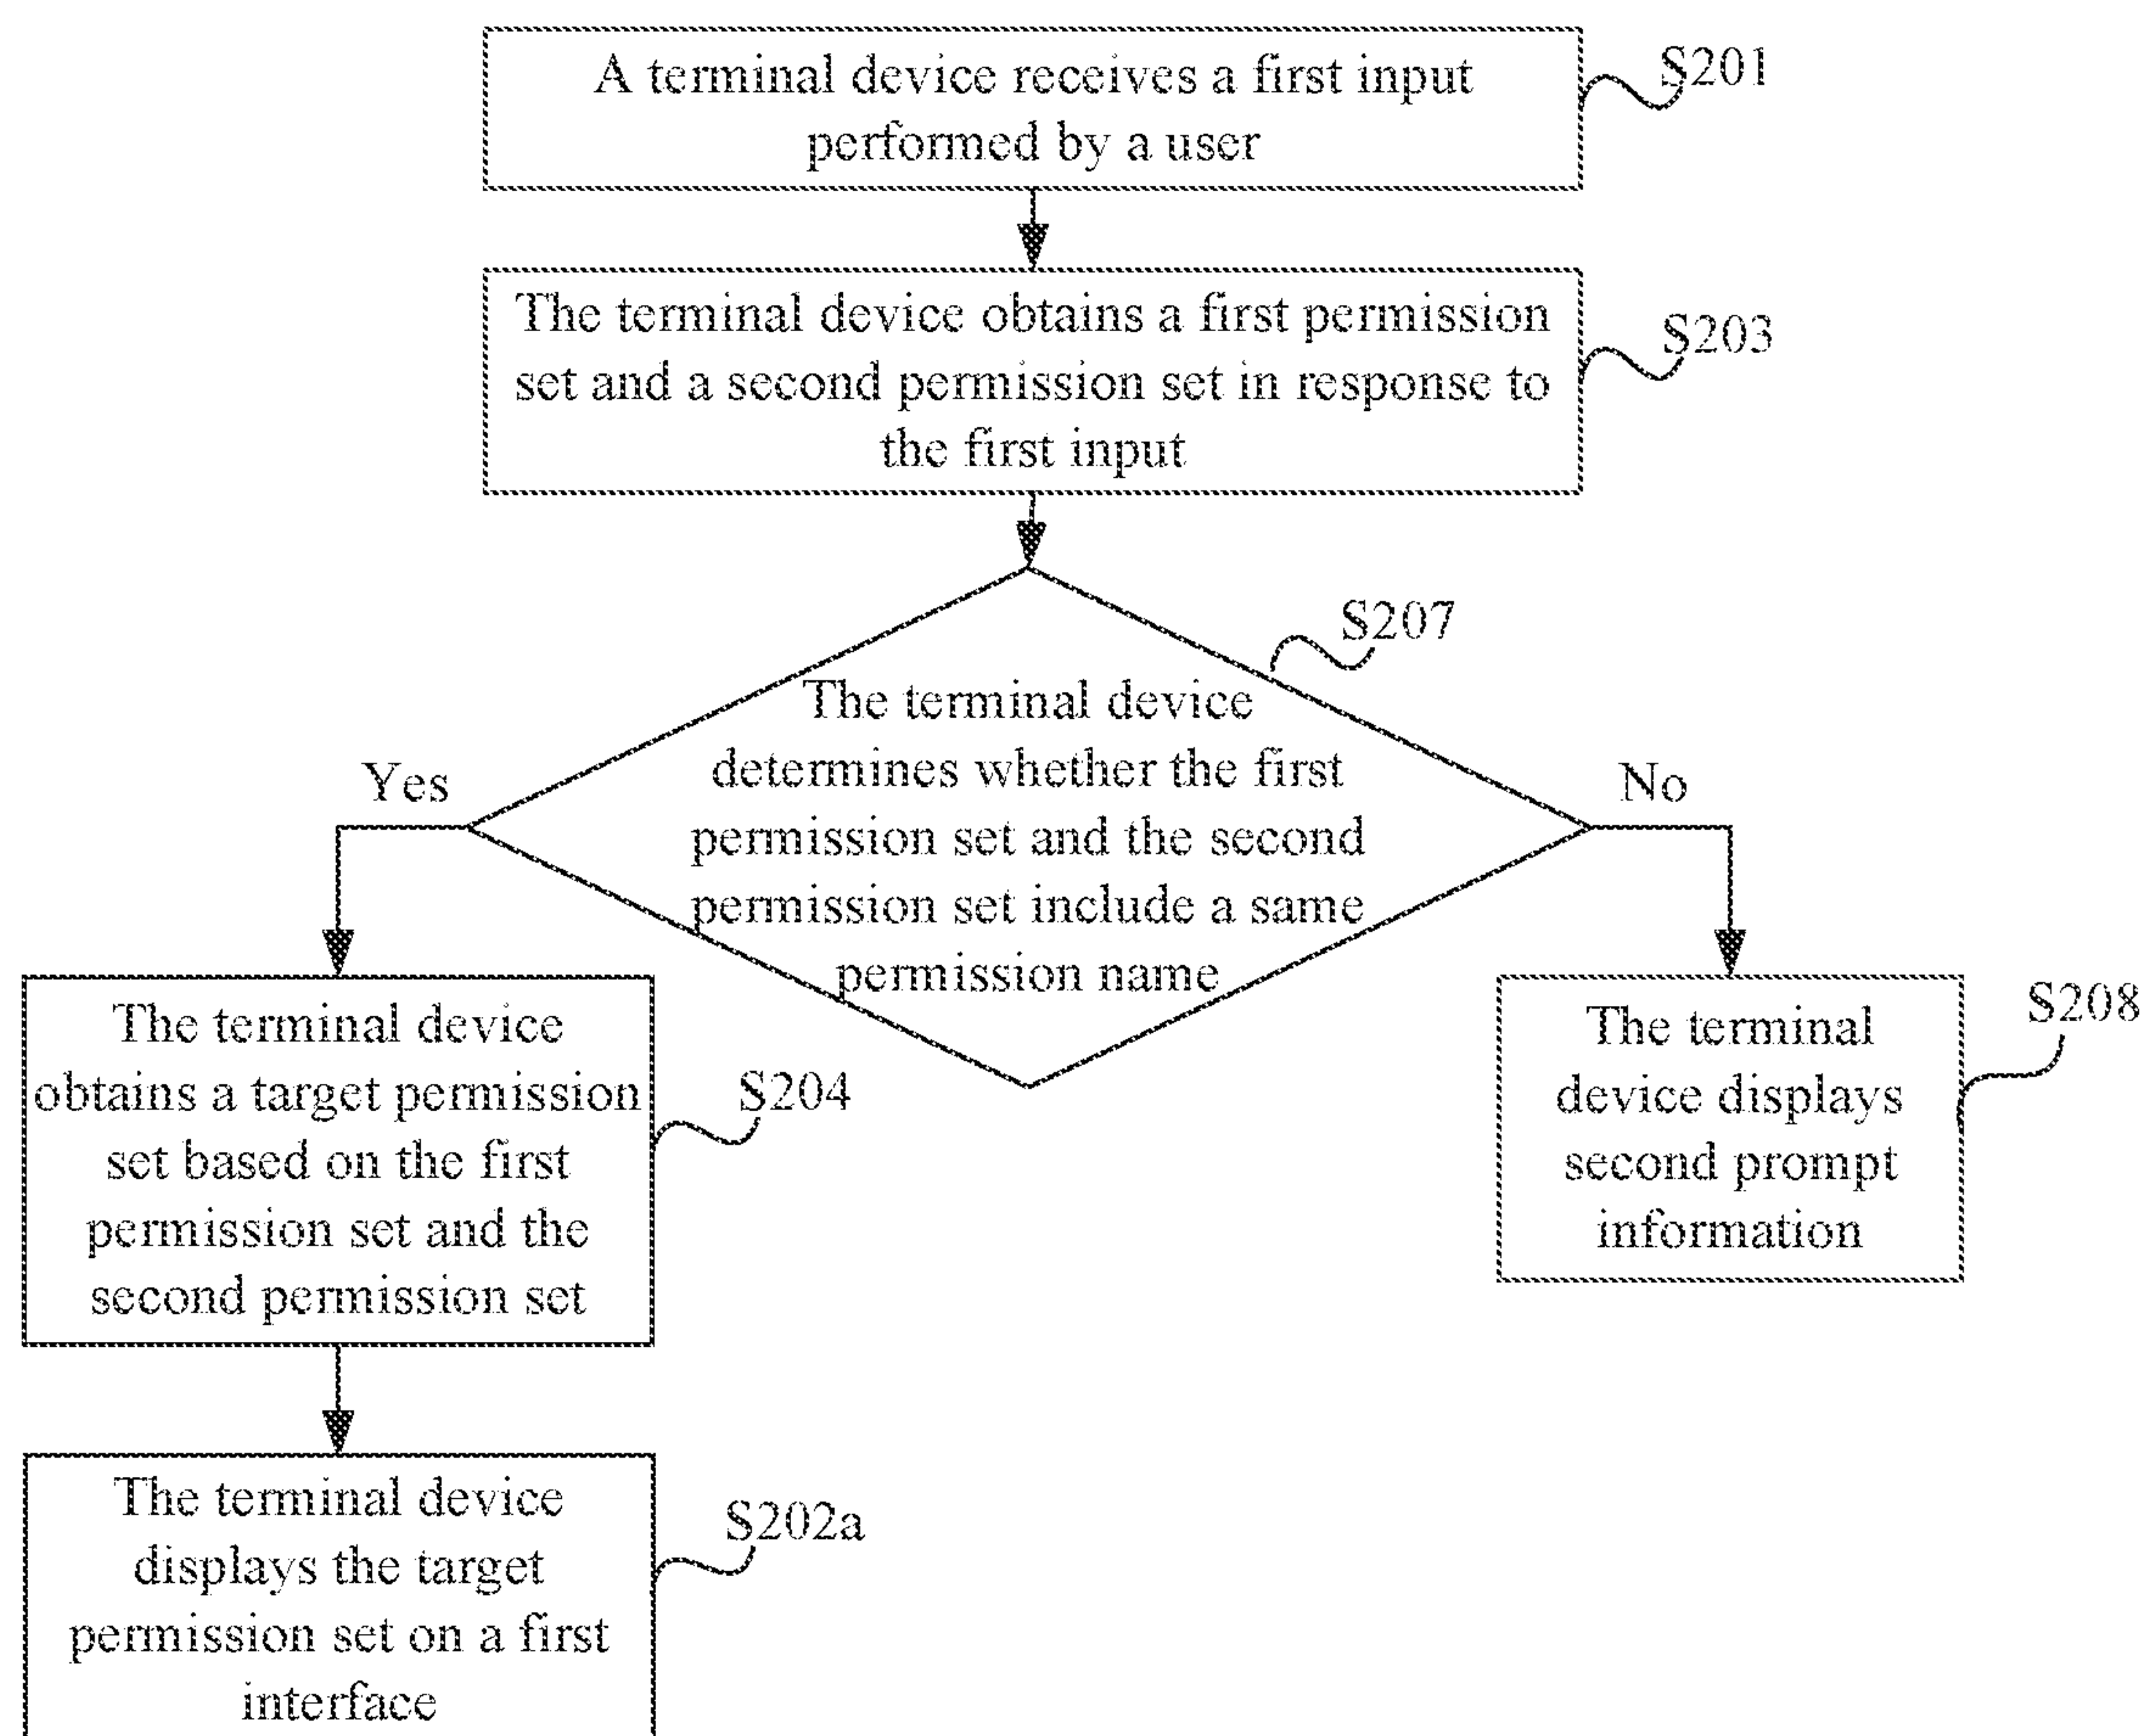 A terminal device receives a first input
performed by a user
S201
The terminal device obtains a first permission
set and a second permission set in response to
the first input
S203
S207
The terminal device
determines whether the first
permission set and the second
permission set include a same
permission name
Yes
No
The terminal device
obtains a target permission
set based on the first
permission set and the
second permission set
S204
The terminal
device displays
second prompt
information
S208
The terminal device
displays the target
permission set on a first
interface
S202a